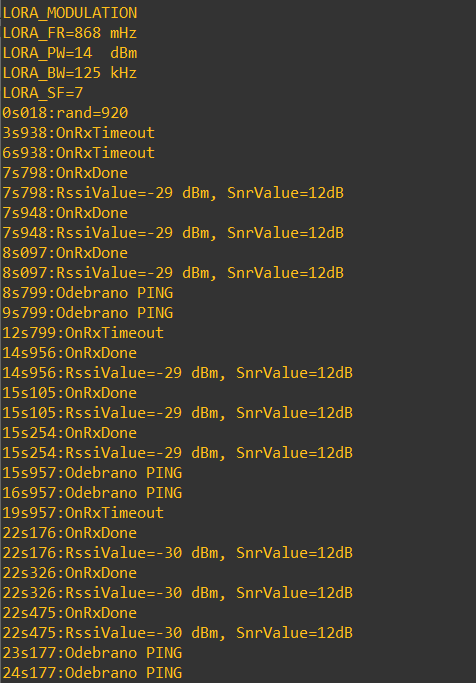 LORA_MODULATION
LORA_FR=868 mHz
LORA_PW=14  dBm
LORA_BW=125 kHz
LORA_SF=7
0s018:rand=920
3s938:OnRxTimeout
6s938:OnRxTimeout
7s798:OnRxDone
7s798:RssiValue=-29 dBm, SnrValue=12dB
7s948:OnRxDone
7s948:RssiValue=-29 dBm, SnrValue=12dB
8s097:OnRxDone
8s097:RssiValue=-29 dBm, SnrValue=12dB
8s799:Odebrano PING
9s799:Odebrano PING
12s799:OnRxTimeout
14s956:OnRxDone
14s956:RssiValue=-29 dBm, SnrValue=12dB
15s105:OnRxDone
15s105:RssiValue=-29 dBm, SnrValue=12dB
15s254:OnRxDone
15s254:RssiValue=-29 dBm, SnrValue=12dB
15s957:Odebrano PING
16s957:Odebrano PING
19s957:OnRxTimeout
22s176:OnRxDone
22s176:RssiValue=-30 dBm, SnrValue=12dB
22s326:OnRxDone
22s326:RssiValue=-30 dBm, SnrValue=12dB
22s475:OnRxDone
22s475:RssiValue=-30 dBm, SnrValue=12dB
23s177:Odebrano PING
24s177:Odebrano PING